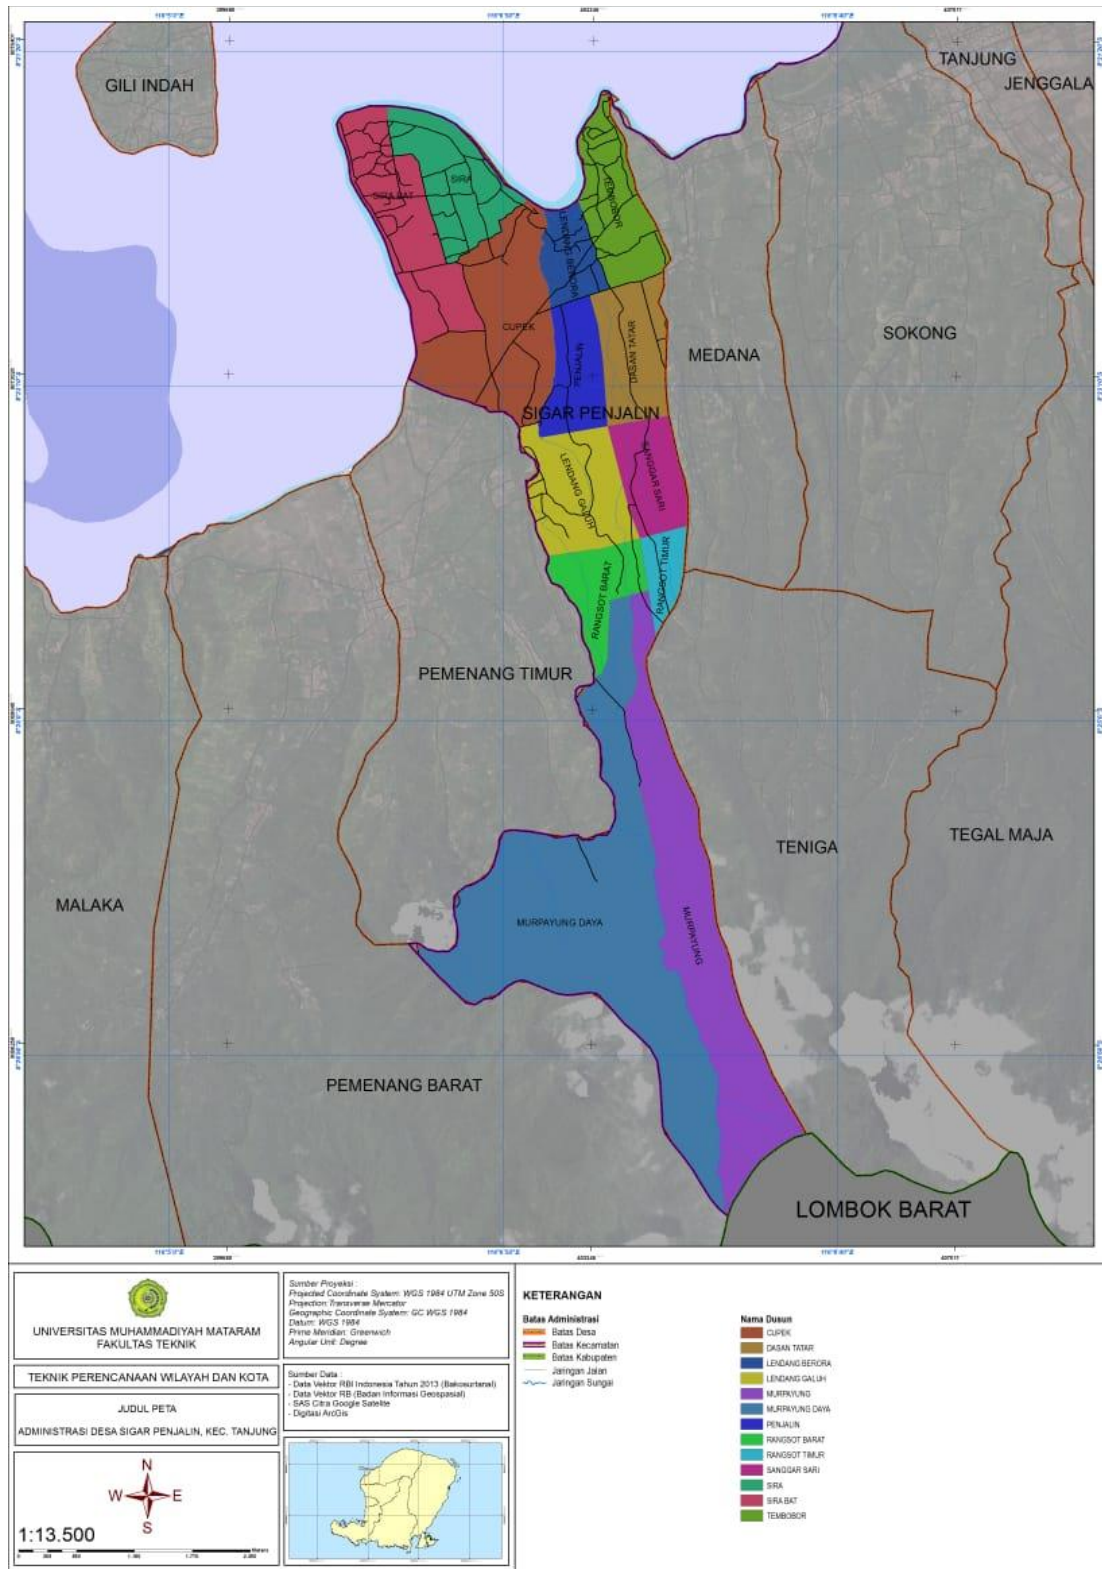 GILI INDAH
TANJUNG
JENGGALA
SIRA BAT
SIRA
TEMBOBOR
LENDANG BERORA
CUPEK
PENJALIN
DASAN TATAR
MEDANA
SOKONG
SIGAR PENJALIN
LENDANG GALUH
SANGGAR SARI
RANGSOT BARAT
RANGSOT TIMUR
PEMENANG TIMUR
TENIGA
TEGAL MAJA
MALAKA
MURPAYUNG DAYA
MURPAYUNG
PEMENANG BARAT
LOMBOK BARAT
UNIVERSITAS MUHAMMADIYAH MATARAM
FAKULTAS TEKNIK
TEKNIK PERENCANAAN WILAYAH DAN KOTA
JUDUL PETA
ADMINISTRASI DESA SIGAR PENJALIN, KEC. TANJUNG
N
W E
S
1:13.500
Meters
Sumber Proyeksi :
Projected Coordinate System: WGS 1984 UTM Zone 50S
Projection: Transverse Mercator
Geographic Coordinate System: GC WGS 1984
Datum: WGS 1984
Prime Meridian: Greenwich
Angular Unit: Degree
Sumber Data :
- Data Vektor RBI Indonesia Tahun 2013 (Bakosurtanal)
- Data Vektor RB (Badan Informasi Geospasial)
- SAS Citra Google Satelite
- Digitasi ArcGis
KETERANGAN
Batas Administrasi
Batas Desa
Batas Kecamatan
Batas Kabupaten
Jaringan Jalan
Jaringan Sungai
Nama Dusun
CUPEK
DASAN TATAR
LENDANG BERORA
LENDANG GALUH
MURPAYUNG
MURPAYUNG DAYA
PENJALIN
RANGSOT BARAT
RANGSOT TIMUR
SANGGAR SARI
SIRA
SIRA BAT
TEMBOBOR